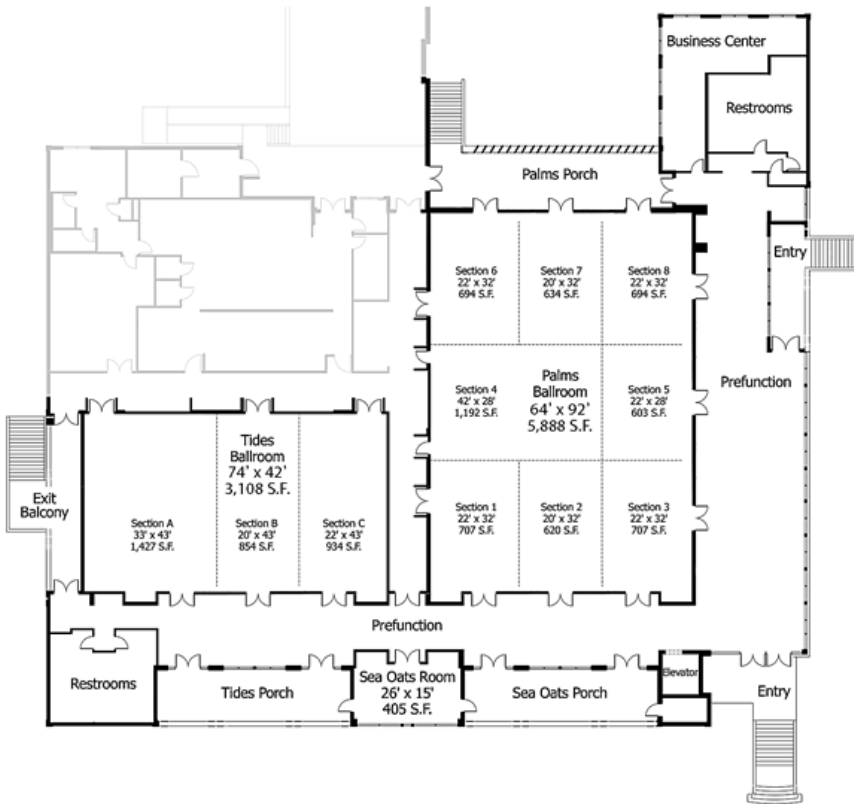 Business Center
Restrooms
Palms Porch
Entry
Section 6
22' x 32'
694 S.F.
Section 7
20' x 32'
634 S.F.
Section 8
22' x 32'
694 S.F.
Section 4
42' x 28'
1,192 S.F.
Palms
Ballroom
64' x 92'
5,888 S.F.
Section 5
22' x 28'
603 S.F.
Prefunction
Tides
Ballroom
74' x 42'
3,108 S.F.
Exit
Balcony
Section A
33' x 43'
1,427 S.F.
Section B
20' x 43'
854 S.F.
Section C
22' x 43'
934 S.F.
Section 1
22' x 32'
707 S.F.
Section 2
20' x 32'
620 S.F.
Section 3
22' x 32'
707 S.F.
Prefunction
Restrooms
Tides Porch
Sea Oats Room
26' x 15'
405 S.F.
Sea Oats Porch
Elevator
Entry